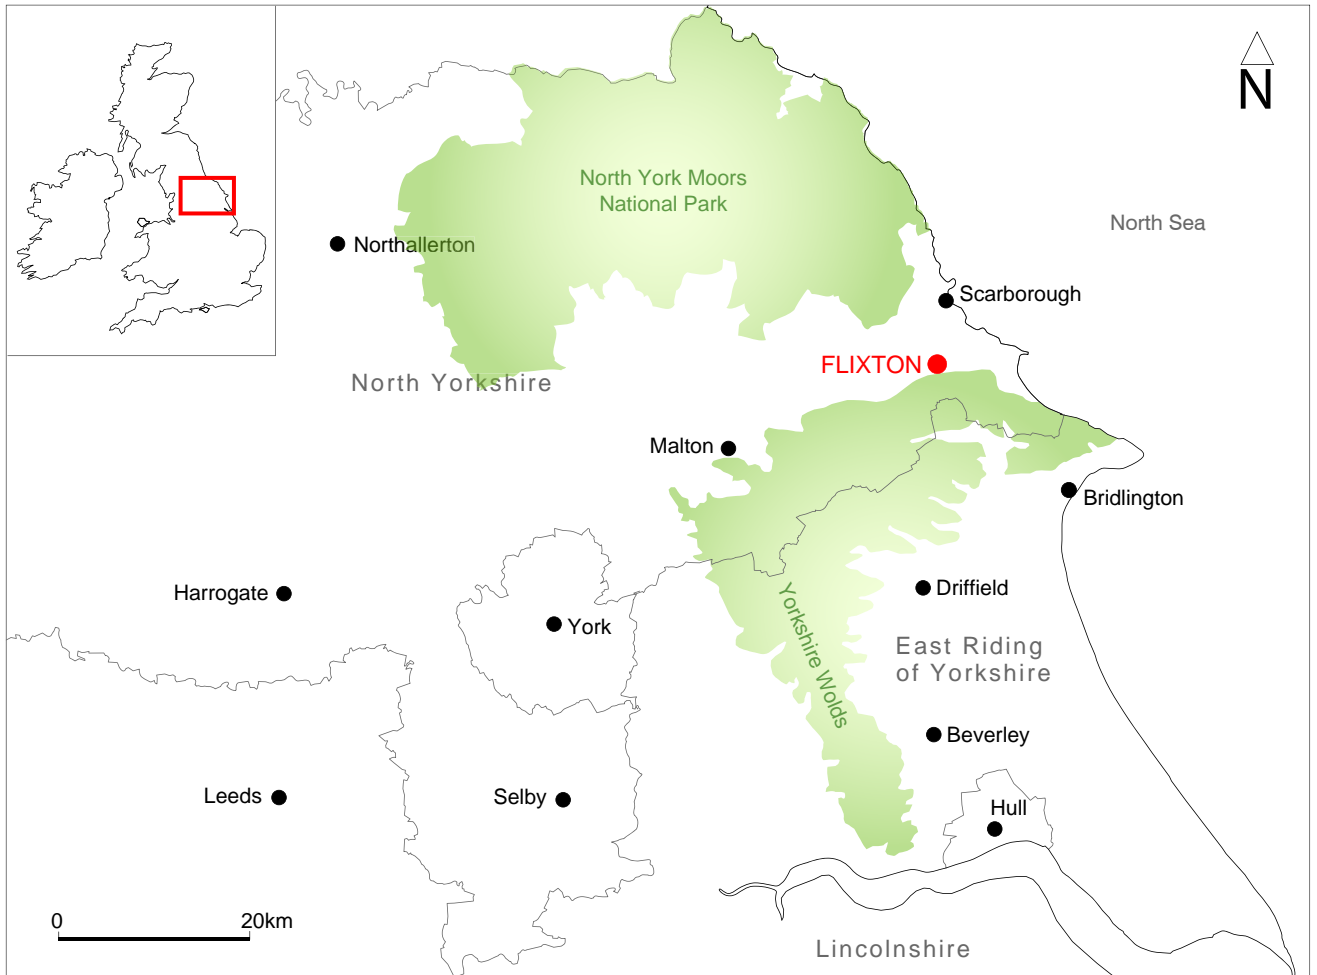 N
North York Moors
National Park
North Sea
Northallerton
Scarborough
FLIXTON
North Yorkshire
Malton
Bridlington
Harrogate
Driffield
York
Yorkshire Wolds
East Riding
of Yorkshire
Beverley
Leeds
Selby
Hull
0 20km
Lincolnshire